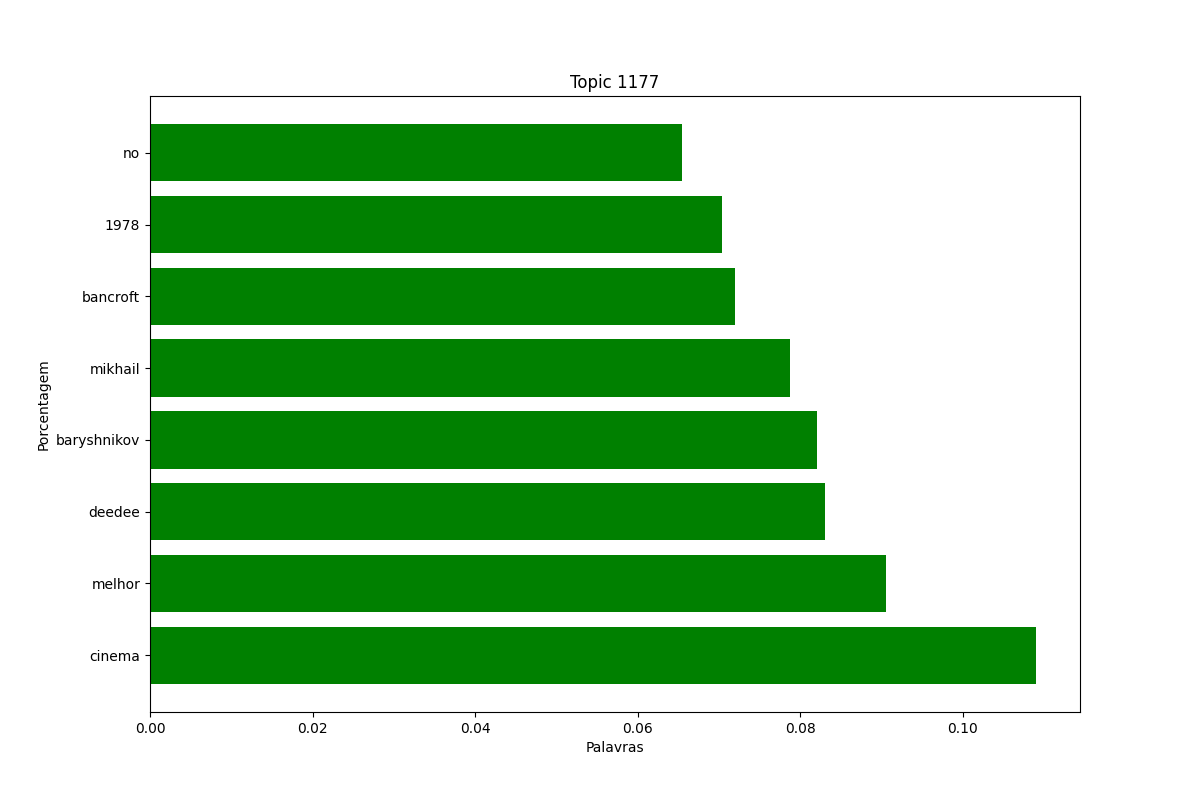 Topic 1177
no
1978
bancroft
mikhail
baryshnikov
deedee
melhor
cinema
Porcentagem
0.00 0.02 0.04 0.06 0.08 0.10
Palavras